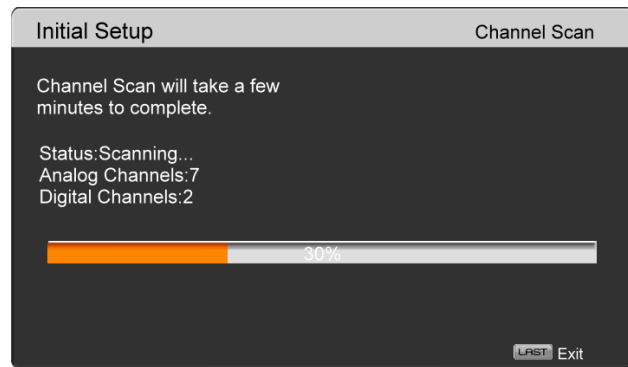 Initial Setup
Channel Scan
Channel Scan will take a few
minutes to complete.
Status:Scanning...
Analog Channels:7
Digital Channels:2
30%
LAST Exit